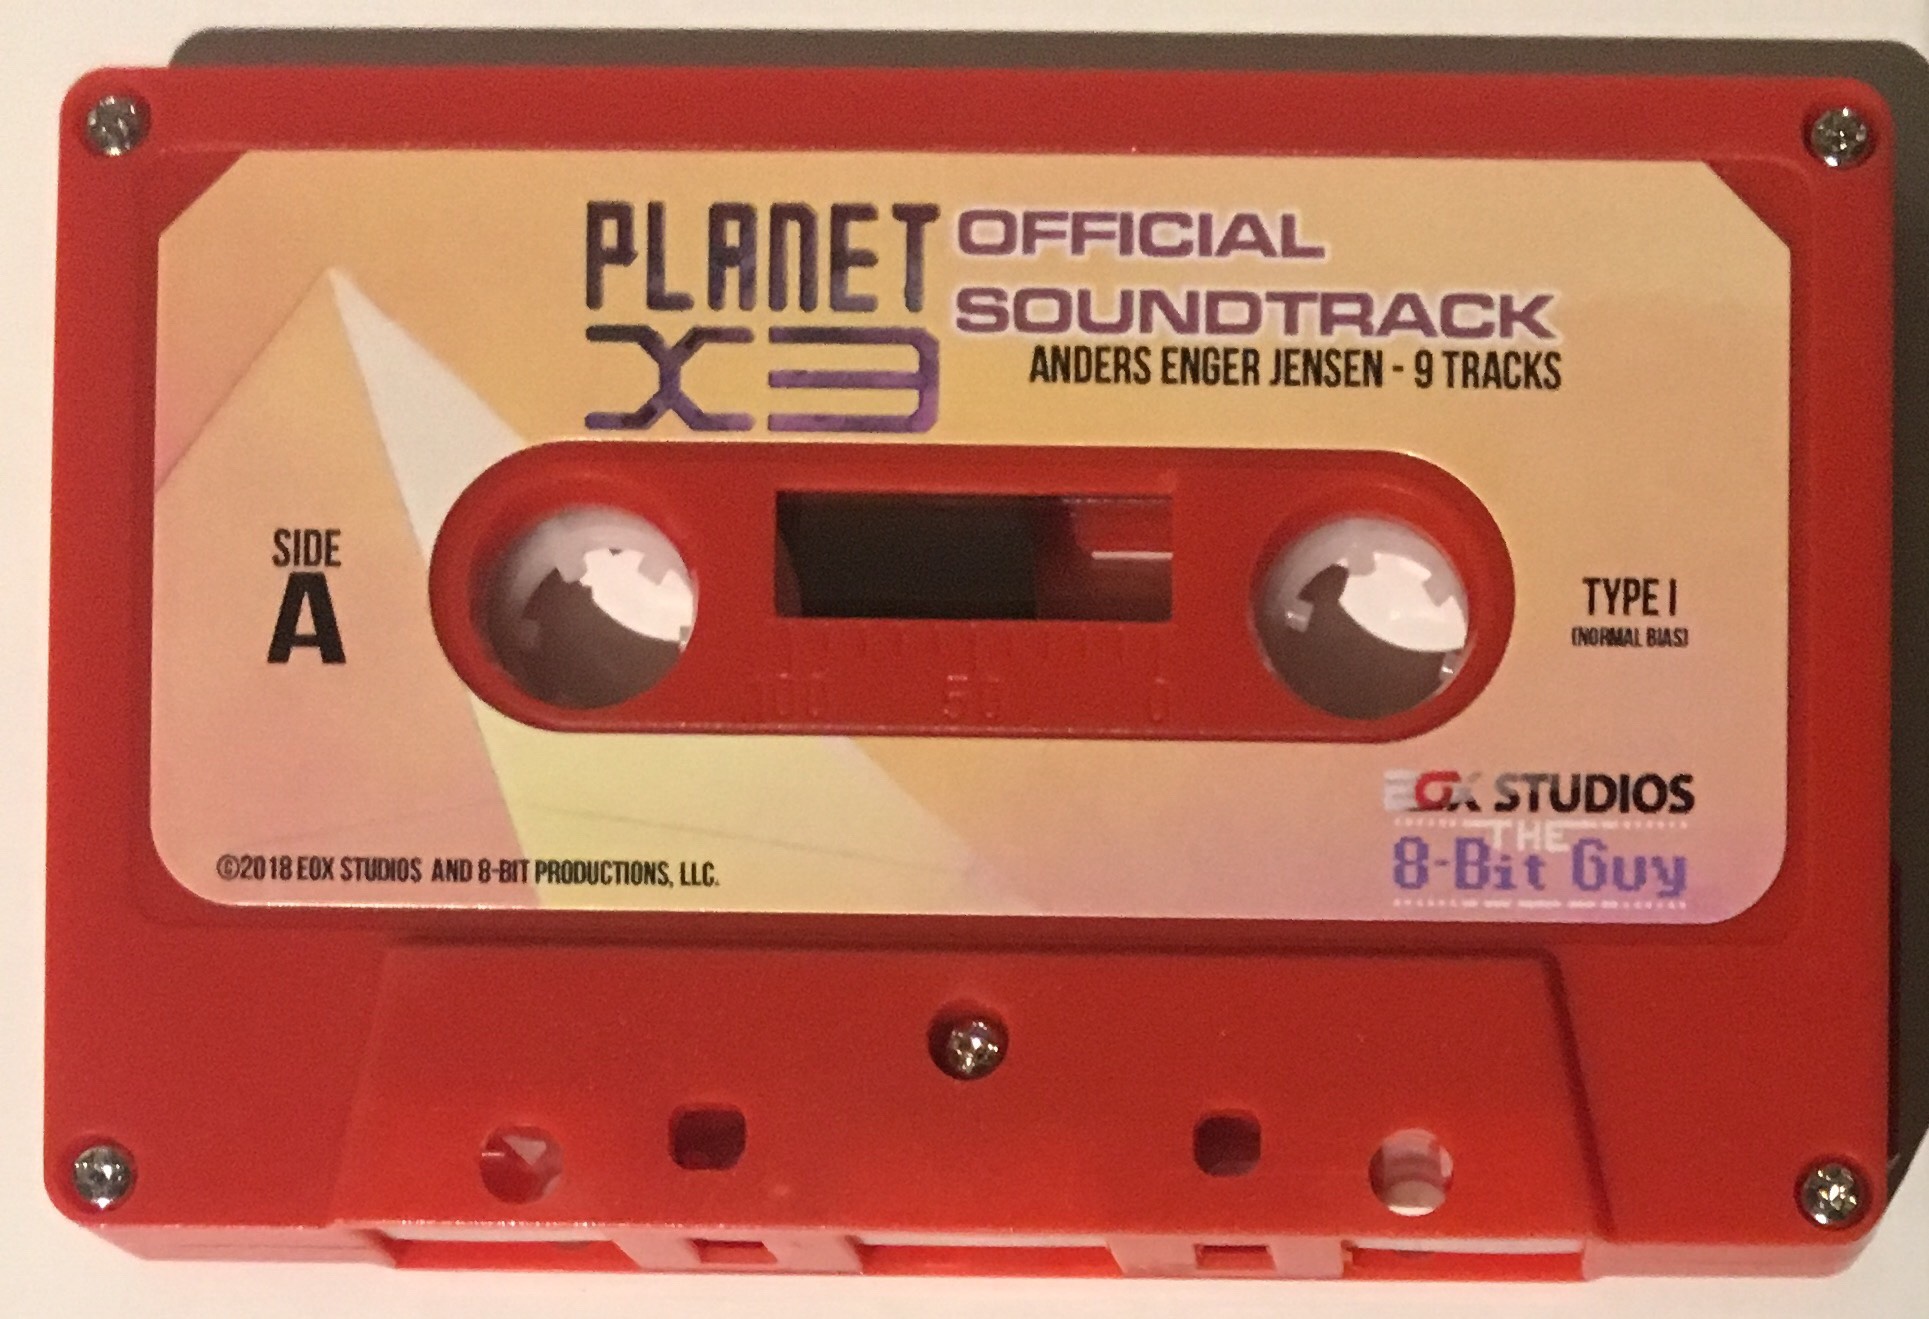 PLANET
X3
OFFICIAL
SOUNDTRACK
ANDERS ENGER JENSEN - 9 TRACKS
SIDE
A
100 50 0
TYPE I
(NORMAL BIAS)
EOX STUDIOS
THE
8-Bit Guy
©2018 EOX STUDIOS AND 8-BIT PRODUCTIONS, LLC.